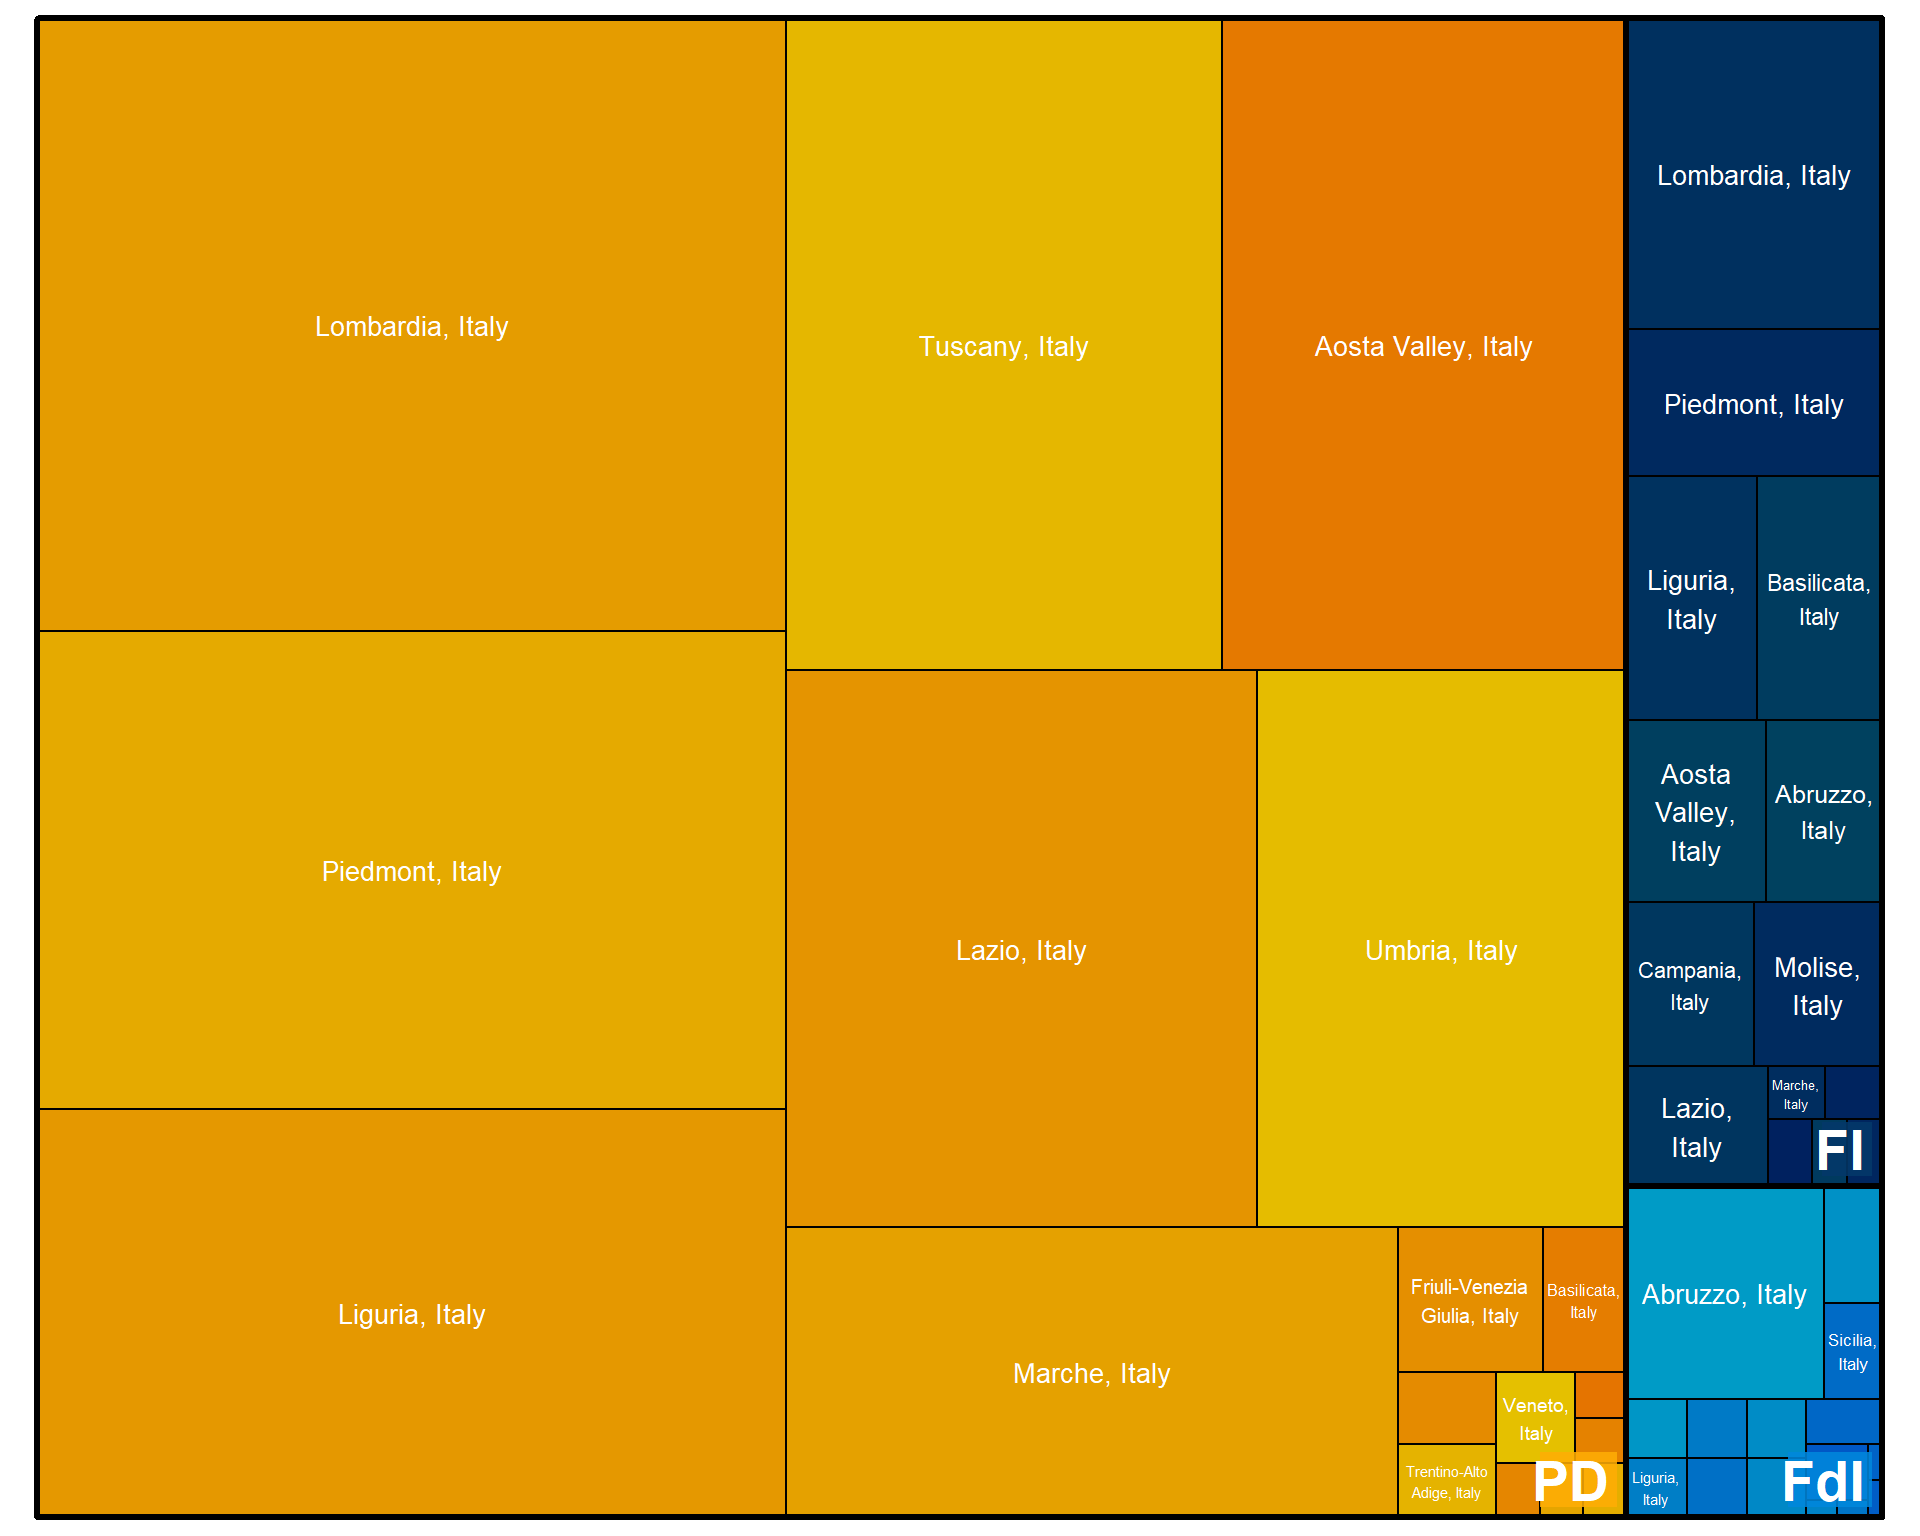 Lombardia, Italy
Piedmont, Italy
Liguria, Italy
Tuscany, Italy
Aosta Valley, Italy
Lazio, Italy
Umbria, Italy
Marche, Italy
Friuli-Venezia
Giulia, Italy
Basilicata,
Italy
Veneto,
Italy
Trentino-Alto
Adige, Italy
PD
Lombardia, Italy
Piedmont, Italy
Liguria,
Italy
Basilicata,
Italy
Aosta
Valley,
Italy
Abruzzo,
Italy
Campania,
Italy
Molise,
Italy
Lazio,
Italy
Marche,
Italy
FI
Abruzzo, Italy
Sicilia,
Italy
Liguria,
Italy
FdI